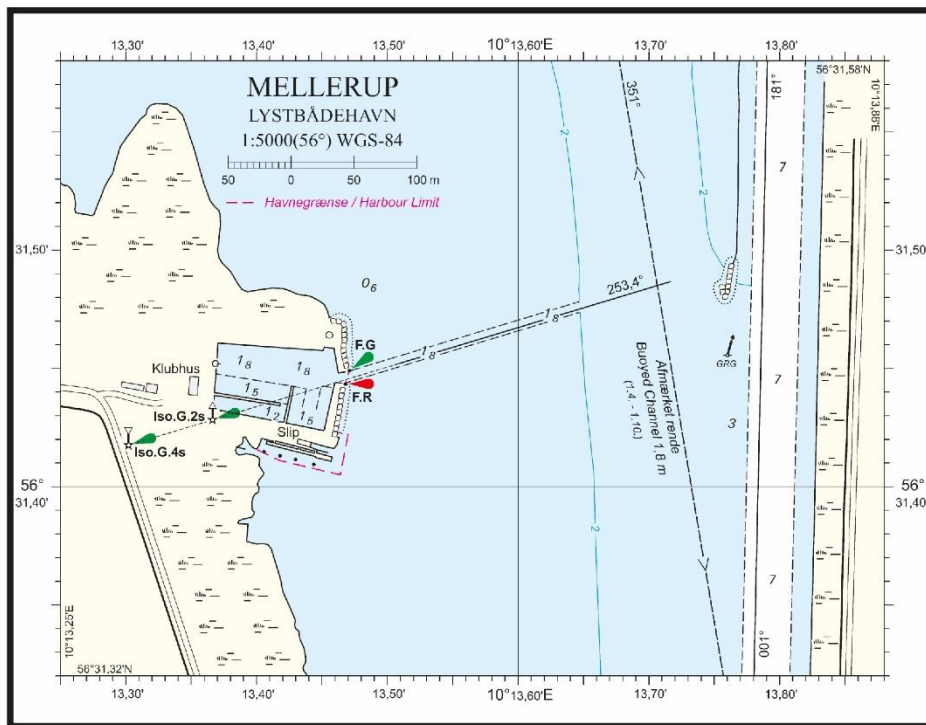 13,30' 13,40' 13,50' 10° 13,60'E 13,70' 13,80'
56°31,58'N
10°13,88'E
MELLERUP
LYSTBÅDEHAVN
1:5000(56°) WGS-84
50 0 50 100 m
Havnegrænse / Harbour Limit
351°
181°
2
2
7
31,50' 31,50'
0₆
253,4°
1₈
1₈
F.G
F.R
GRG
Klubhus
1₈
1₈
1₅
1₂
1₅
Iso.G.2s
Iso.G.4s
Slip
Afmærket rende
Buoyed Channel 1,8 m
(1.4. - 1.10.)
7
3
56° 56°
31,40' 31,40'
2
7
001°
10°13,25'E
56°31,32'N
13,30' 13,40' 13,50' 10° 13,60'E 13,70' 13,80'